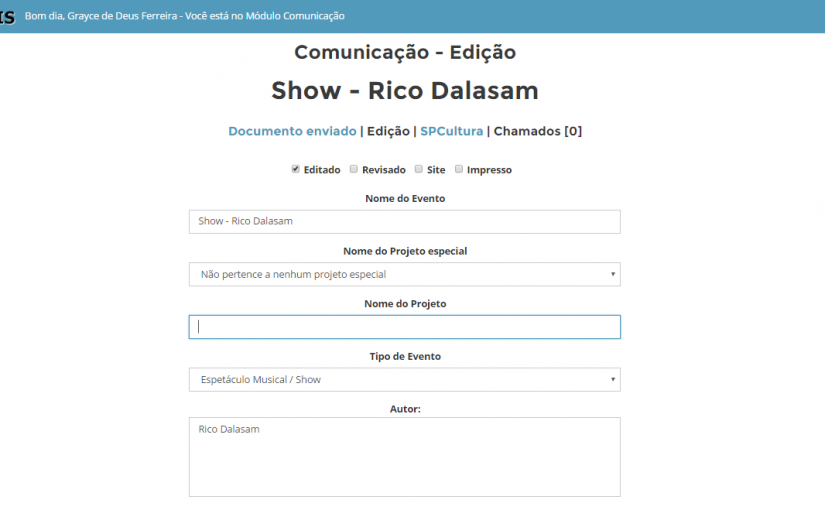 IS Bom dia, Grayce de Deus Ferreira - Você está no Módulo Comunicação
Comunicação - Edição
Show - Rico Dalasam
Documento enviado | Edição | SPCultura | Chamados [0]
Editado Revisado Site Impresso
Nome do Evento
Show - Rico Dalasam
Nome do Projeto especial
Não pertence a nenhum projeto especial
Nome do Projeto
Tipo de Evento
Espetáculo Musical / Show
Autor:
Rico Dalasam